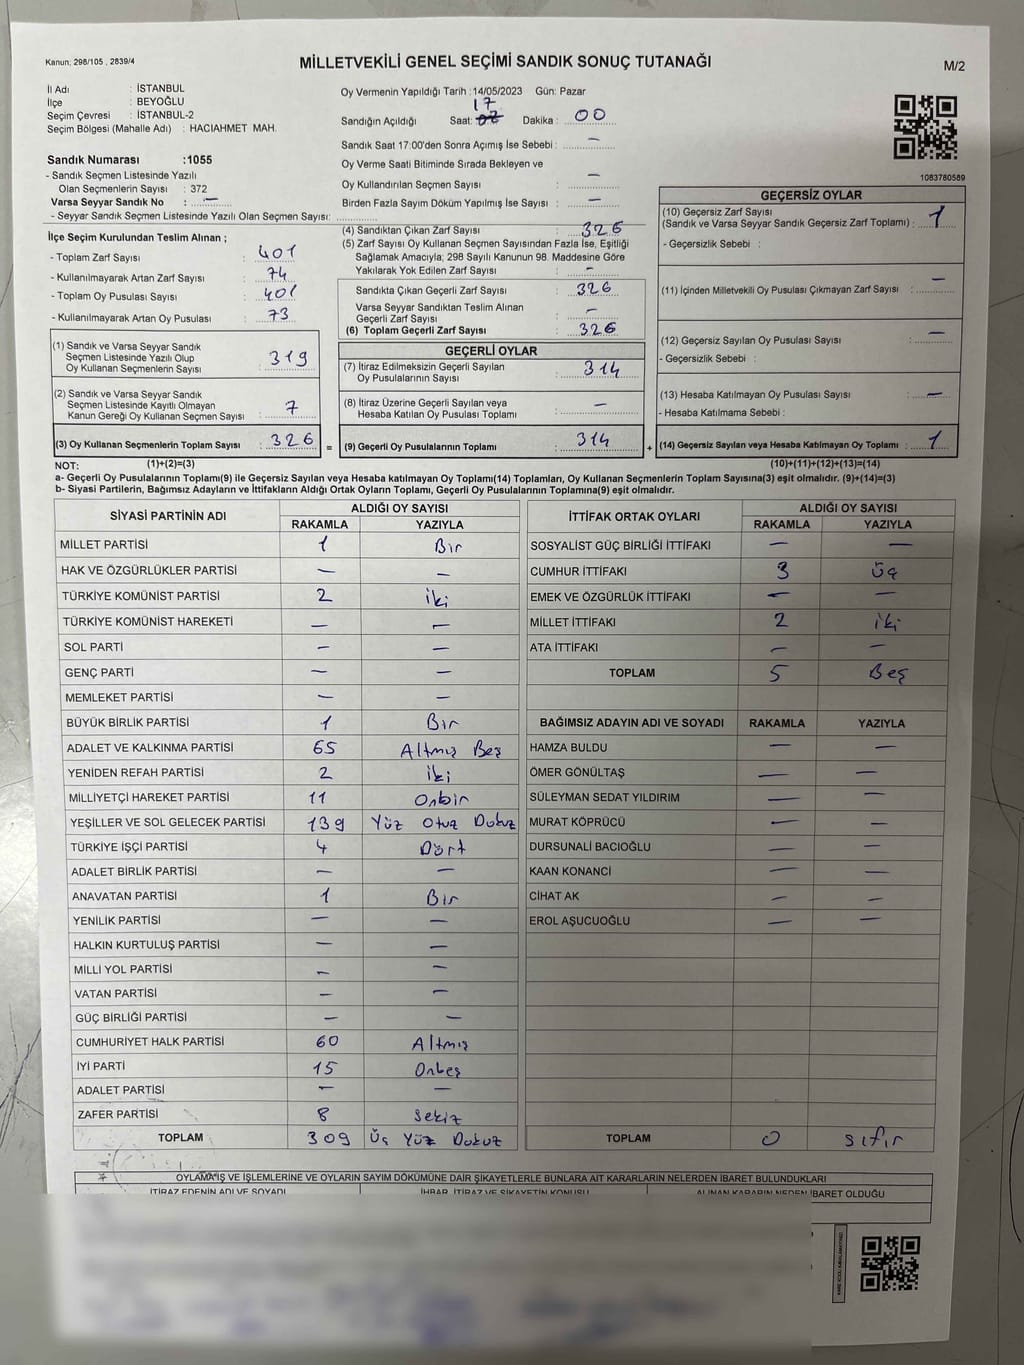 Kanun: 298/105 , 2839/4
MİLLETVEKİLİ GENEL SEÇİMİ SANDIK SONUÇ TUTANAĞI
M/2
İl Adı : İSTANBUL
İlçe : BEYOĞLU
Seçim Çevresi : İSTANBUL-2
Seçim Bölgesi (Mahalle Adı) : HACIAHMET MAH.
Sandık Numarası :1055
- Sandık Seçmen Listesinde Yazılı
Olan Seçmenlerin Sayısı : 372
Varsa Seyyar Sandık No : —
- Seyyar Sandık Seçmen Listesinde Yazılı Olan Seçmen Sayısı:
Oy Vermenin Yapıldığı Tarih :14/05/2023 Gün: Pazar
Sandığın Açıldığı Saat: 17 Dakika : 00
Sandık Saat 17:00'den Sonra Açımış İse Sebebi : —
Oy Verme Saati Bitiminde Sırada Bekleyen ve
Oy Kullandırılan Seçmen Sayısı : —
Birden Fazla Sayım Döküm Yapılmış İse Sayısı : —
1083780589
İlçe Seçim Kurulundan Teslim Alınan ;
- Toplam Zarf Sayısı : 401
- Kullanılmayarak Artan Zarf Sayısı : 74
- Toplam Oy Pusulası Sayısı : 401
- Kullanılmayarak Artan Oy Pusulası : 73
(1) Sandık ve Varsa Seyyar Sandık
Seçmen Listesinde Yazılı Olup
Oy Kullanan Seçmenlerin Sayısı : 319
(2) Sandık ve Varsa Seyyar Sandık
Seçmen Listesinde Kayıtlı Olmayan
Kanun Gereği Oy Kullanan Seçmen Sayısı : 7
(3) Oy Kullanan Seçmenlerin Toplam Sayısı : 326 =
(4) Sandıktan Çıkan Zarf Sayısı : 326
(5) Zarf Sayısı Oy Kullanan Seçmen Sayısından Fazla İse, Eşitliği
Sağlamak Amacıyla; 298 Sayılı Kanunun 98. Maddesine Göre
Yakılarak Yok Edilen Zarf Sayısı : —
Sandıkta Çıkan Geçerli Zarf Sayısı : 326
Varsa Seyyar Sandıktan Teslim Alınan
Geçerli Zarf Sayısı : —
(6) Toplam Geçerli Zarf Sayısı : 326
GEÇERLİ OYLAR
(7) İtiraz Edilmeksizin Geçerli Sayılan
Oy Pusulalarının Sayısı : 314
(8) İtiraz Üzerine Geçerli Sayılan veya
Hesaba Katılan Oy Pusulası Toplamı : —
(9) Geçerli Oy Pusulalarının Toplamı : 314 +
GEÇERSİZ OYLAR
(10) Geçersiz Zarf Sayısı
(Sandık ve Varsa Seyyar Sandık Geçersiz Zarf Toplamı) : 1
- Geçersizlik Sebebi :
(11) İçinden Milletvekili Oy Pusulası Çıkmayan Zarf Sayısı : —
(12) Geçersiz Sayılan Oy Pusulası Sayısı : —
- Geçersizlik Sebebi :
(13) Hesaba Katılmayan Oy Pusulası Sayısı : —
- Hesaba Katılmama Sebebi :
(14) Geçersiz Sayılan veya Hesaba Katılmayan Oy Toplamı : 1
NOT: (1)+(2)=(3) (10)+(11)+(12)+(13)=(14)
a- Geçerli Oy Pusulalarının Toplamı(9) ile Geçersiz Sayılan veya Hesaba katılmayan Oy Toplamı(14) Toplamları, Oy Kullanan Seçmenlerin Toplam Sayısına(3) eşit olmalıdır. (9)+(14)=(3)
b- Siyasi Partilerin, Bağımsız Adayların ve İttifakların Aldığı Ortak Oyların Toplamı, Geçerli Oy Pusulalarının Toplamına(9) eşit olmalıdır.
SİYASİ PARTİNİN ADI ALDIĞI OY SAYISI
RAKAMLA YAZIYLA
MİLLET PARTİSİ 1 Bir
HAK VE ÖZGÜRLÜKLER PARTİSİ — —
TÜRKİYE KOMÜNİST PARTİSİ 2 iki
TÜRKİYE KOMÜNİST HAREKETİ — —
SOL PARTİ — —
GENÇ PARTİ — —
MEMLEKET PARTİSİ — —
BÜYÜK BİRLİK PARTİSİ 1 Bir
ADALET VE KALKINMA PARTİSİ 65 Altmış Beş
YENİDEN REFAH PARTİSİ 2 iki
MİLLİYETÇİ HAREKET PARTİSİ 11 Onbir
YEŞİLLER VE SOL GELECEK PARTİSİ 139 Yüz Otuz Dokuz
TÜRKİYE İŞÇİ PARTİSİ 4 Dört
ADALET BİRLİK PARTİSİ — —
ANAVATAN PARTİSİ 1 Bir
YENİLİK PARTİSİ — —
HALKIN KURTULUŞ PARTİSİ — —
MİLLİ YOL PARTİSİ — —
VATAN PARTİSİ — —
GÜÇ BİRLİĞİ PARTİSİ — —
CUMHURİYET HALK PARTİSİ 60 Altmış
İYİ PARTİ 15 Onbeş
ADALET PARTİSİ — —
ZAFER PARTİSİ 8 Sekiz
TOPLAM 309 Üç Yüz Dokuz
İTTİFAK ORTAK OYLARI ALDIĞI OY SAYISI
RAKAMLA YAZIYLA
SOSYALİST GÜÇ BİRLİĞİ İTTİFAKI — —
CUMHUR İTTİFAKI 3 Üç
EMEK VE ÖZGÜRLÜK İTTİFAKI — —
MİLLET İTTİFAKI 2 iki
ATA İTTİFAKI — —
TOPLAM 5 Beş
BAĞIMSIZ ADAYIN ADI VE SOYADI RAKAMLA YAZIYLA
HAMZA BULDU — —
ÖMER GÖNÜLTAŞ — —
SÜLEYMAN SEDAT YILDIRIM — —
MURAT KÖPRÜCÜ — —
DURSUNALİ BACIOĞLU — —
KAAN KONANCİ — —
CİHAT AK — —
EROL AŞUCUOĞLU — —
TOPLAM 0 sıfır
OYLAMA İŞ VE İŞLEMLERİNE VE OYLARIN SAYIM DÖKÜMÜNE DAİR ŞİKAYETLERLE BUNLARA AİT KARARLARIN NELERDEN İBARET BULUNDUKLARI
İTİRAZ EDENİN ADI VE SOYADI İHBAR, İTİRAZ VE ŞİKAYETİN KONUSU ALINAN KARARIN NEDEN İBARET OLDUĞU